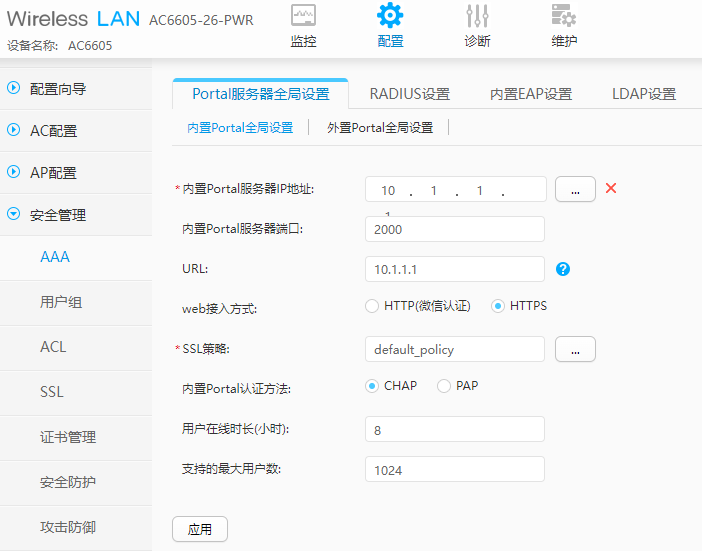 Wireless LAN AC6605-26-PWR
设备名称: AC6605
监控
配置
诊断
维护
配置向导
AC配置
AP配置
安全管理
AAA
用户组
ACL
SSL
证书管理
安全防护
攻击防御
Portal服务器全局设置 RADIUS设置 内置EAP设置 LDAP设置
内置Portal全局设置 外置Portal全局设置
*内置Portal服务器IP地址: 10 . 1 . 1 . 1 ...
内置Portal服务器端口: 2000
URL: 10.1.1.1 ?
web接入方式: HTTP(微信认证) HTTPS
*SSL策略: default_policy ...
内置Portal认证方法: CHAP PAP
用户在线时长(小时): 8
支持的最大用户数: 1024
应用